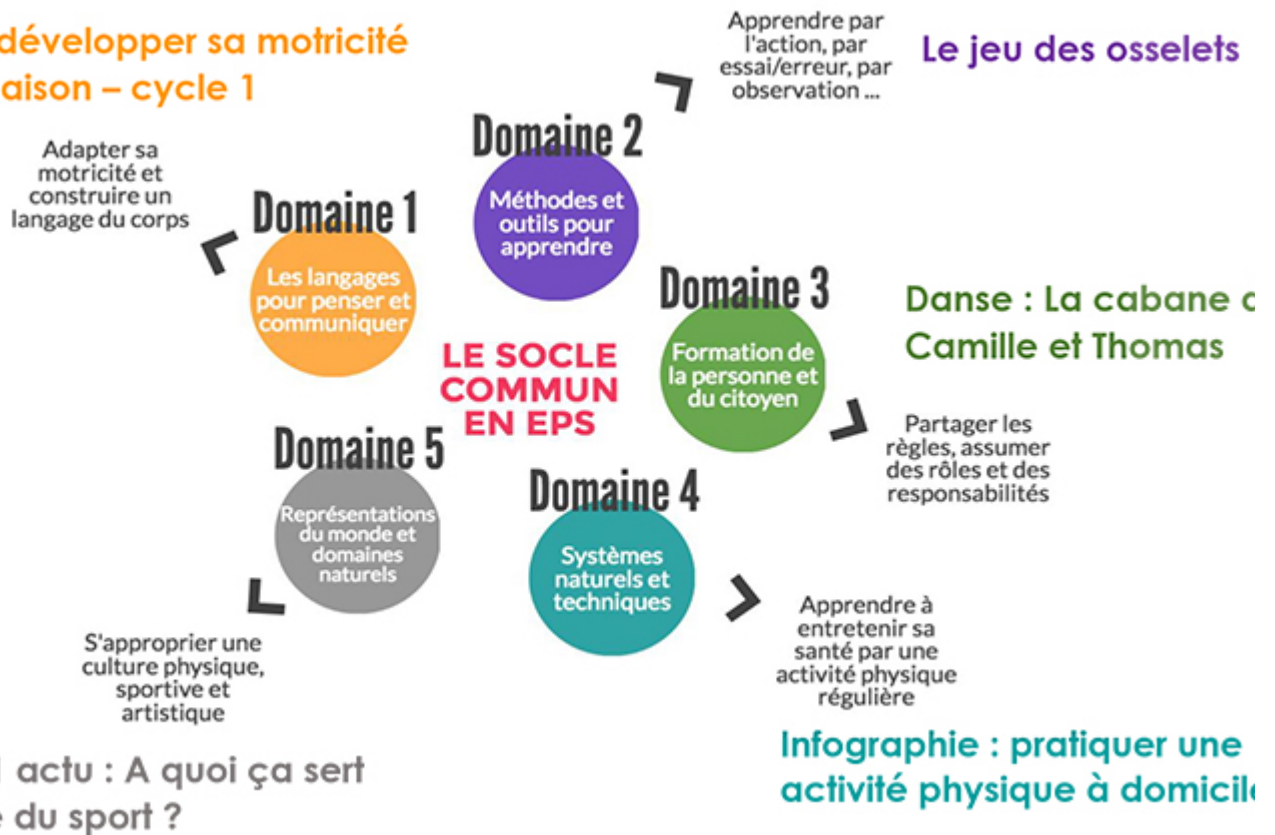 développer sa motricité
aison – cycle 1
Adapter sa
motricité et
construire un
langage du corps
Domaine 1
Les langages
pour penser et
communiquer
Domaine 2
Méthodes et
outils pour
apprendre
Apprendre par
l'action, par
essai/erreur, par
observation ...
Le jeu des osselets
Domaine 3
Formation de
la personne et
du citoyen
Danse : La cabane
Camille et Thomas
Partager les
règles, assumer
des rôles et des
responsabilités
LE SOCLE
COMMUN
EN EPS
Domaine 5
Représentations
du monde et
domaines
naturels
S'approprier une
culture physique,
sportive et
artistique
actu : A quoi ça sert
du sport ?
Domaine 4
Systèmes
naturels et
techniques
Apprendre à
entretenir sa
santé par une
activité physique
régulière
Infographie : pratiquer une
activité physique à domicile